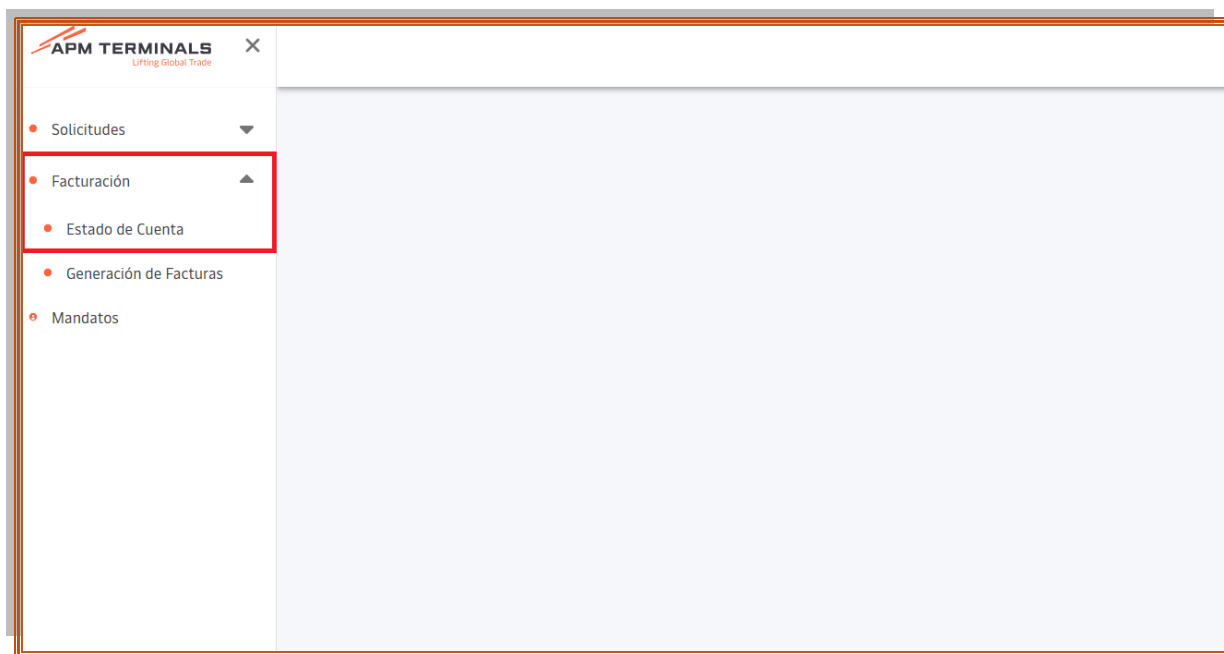 APM TERMINALS
Lifting Global Trade
Solicitudes
Facturación
Estado de Cuenta
Generación de Facturas
Mandatos